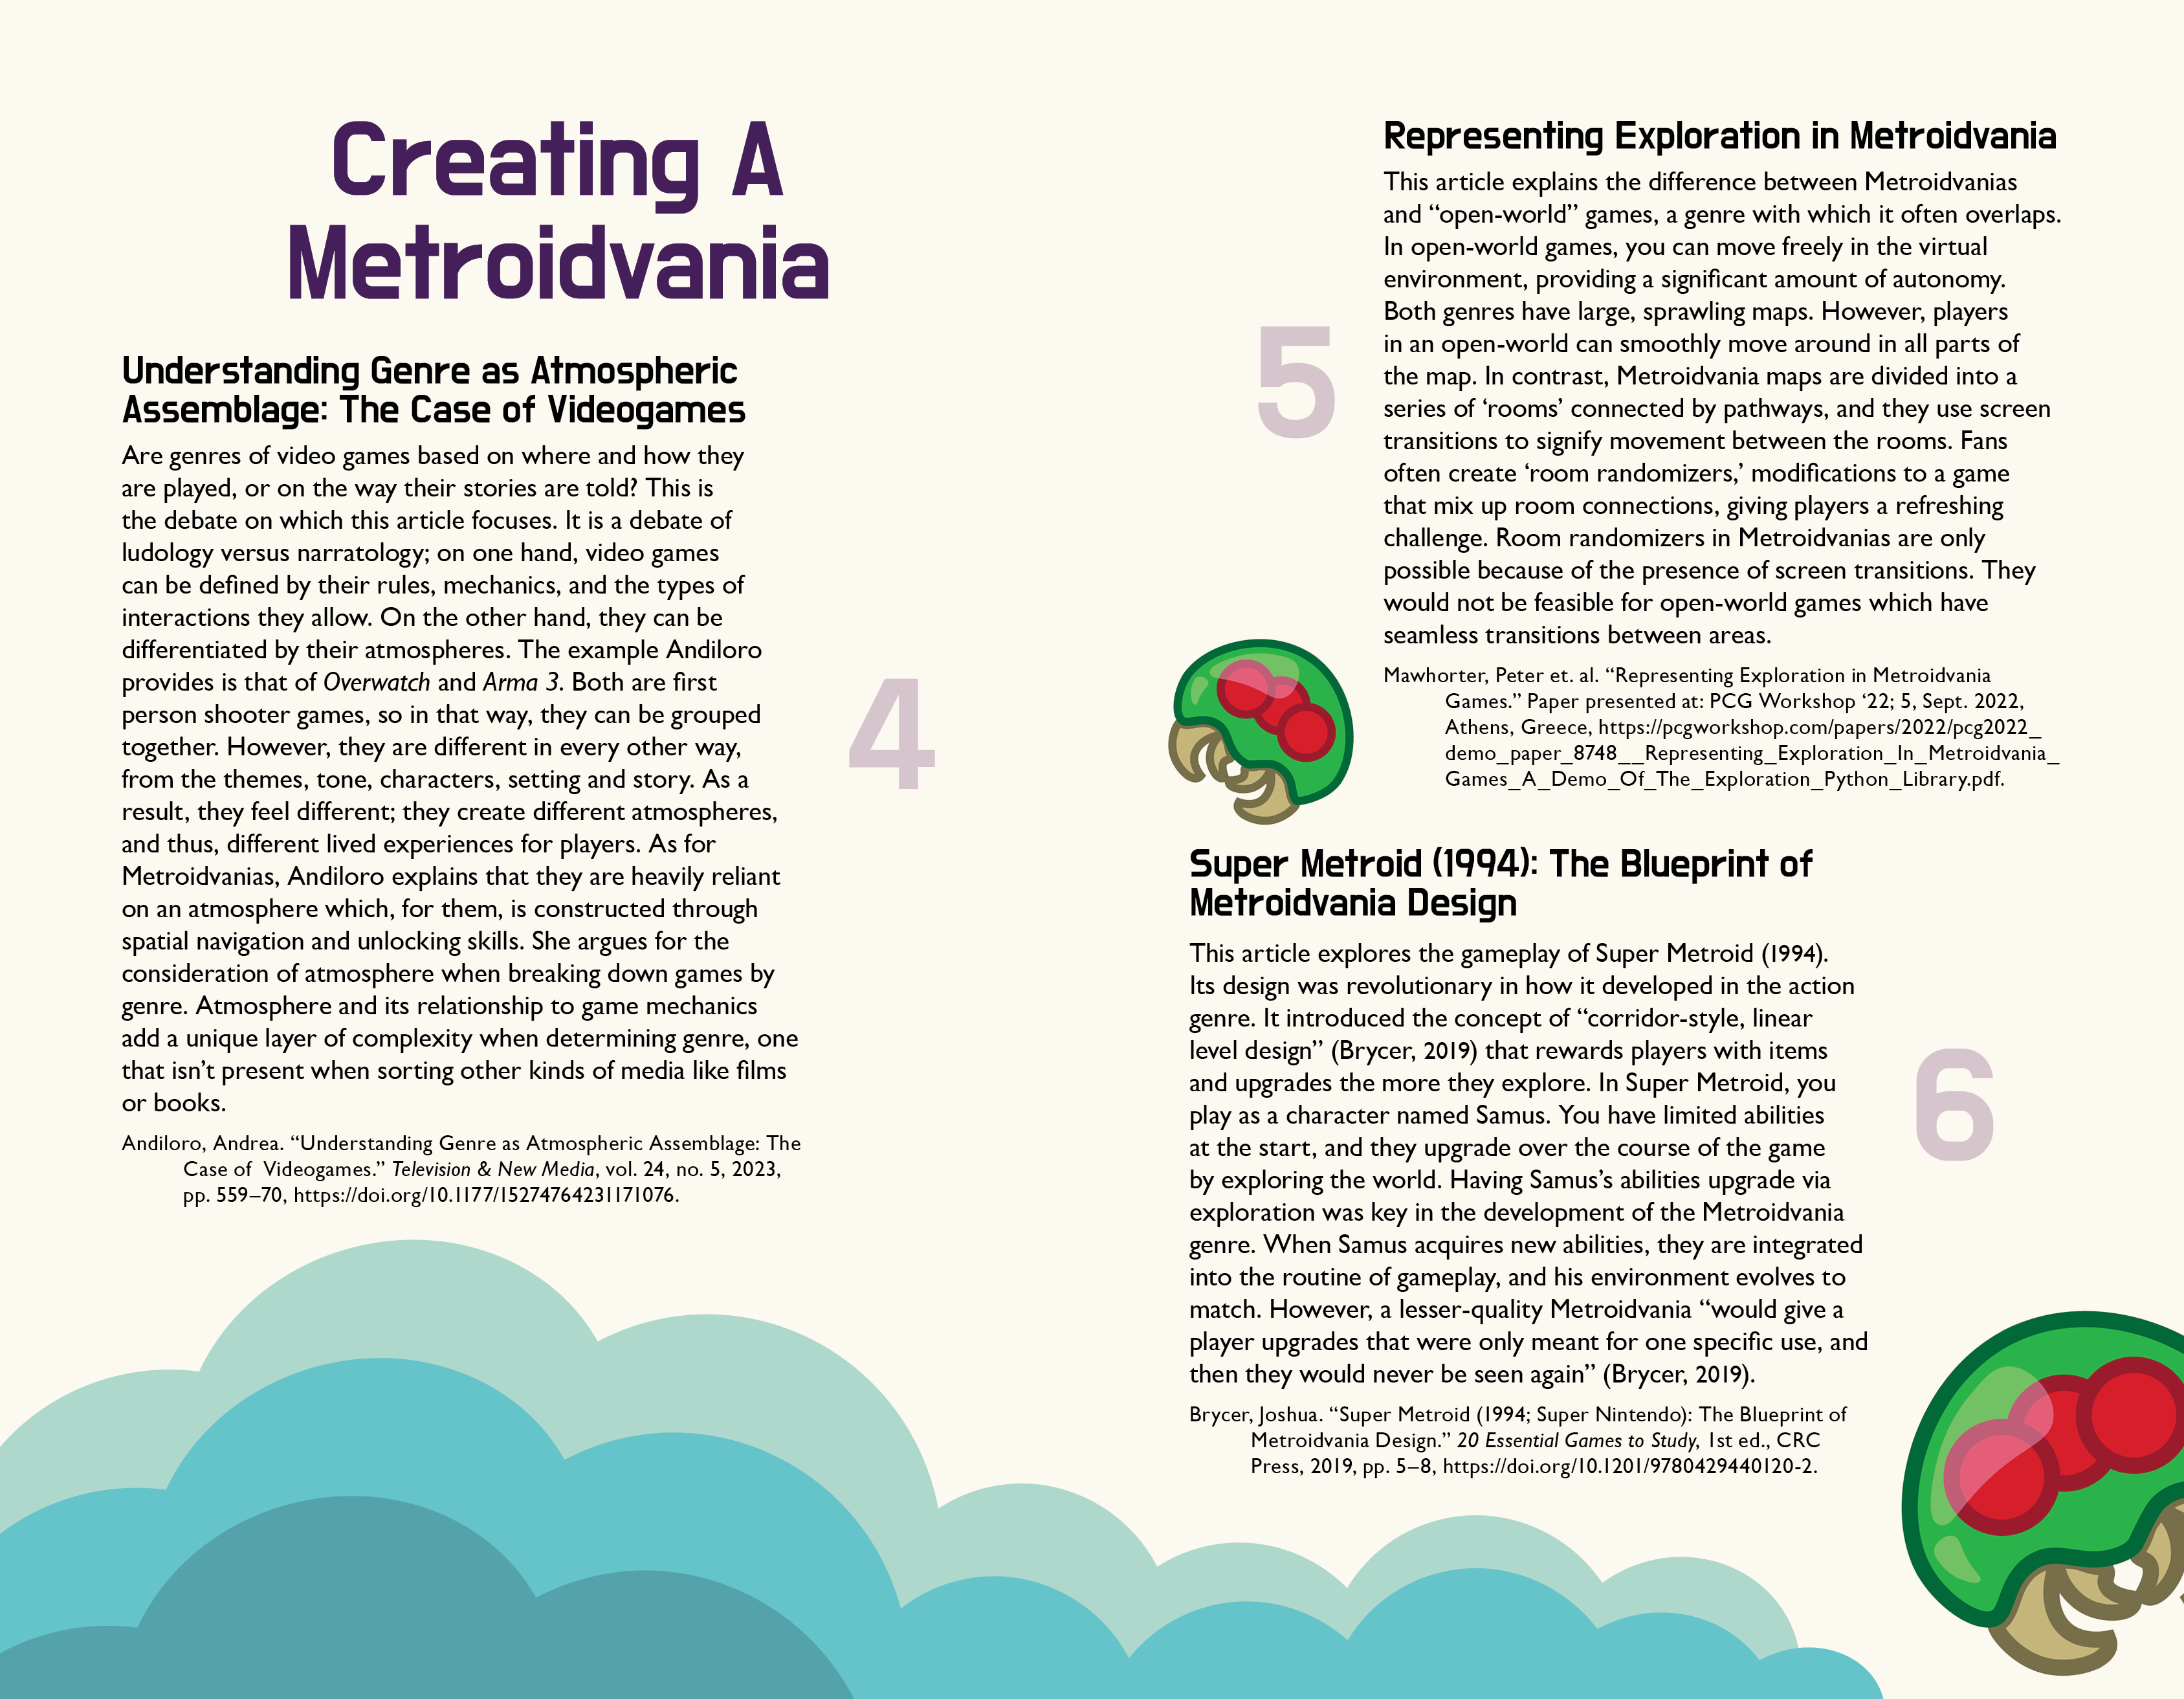 Creating A
Metroidvania
Understanding Genre as Atmospheric
Assemblage: The Case of Videogames
Are genres of video games based on where and how they
are played, or on the way their stories are told? This is
the debate on which this article focuses. It is a debate of
ludology versus narratology; on one hand, video games
can be defined by their rules, mechanics, and the types of
interactions they allow. On the other hand, they can be
differentiated by their atmospheres. The example Andiloro
provides is that of Overwatch and Arma 3. Both are first
person shooter games, so in that way, they can be grouped
together. However, they are different in every other way,
from the themes, tone, characters, setting and story. As a
result, they feel different; they create different atmospheres,
and thus, different lived experiences for players. As for
Metroidvanias, Andiloro explains that they are heavily reliant
on an atmosphere which, for them, is constructed through
spatial navigation and unlocking skills. She argues for the
consideration of atmosphere when breaking down games by
genre. Atmosphere and its relationship to game mechanics
add a unique layer of complexity when determining genre, one
that isn’t present when sorting other kinds of media like films
or books.
Andiloro, Andrea. “Understanding Genre as Atmospheric Assemblage: The
Case of  Videogames.” Television & New Media, vol. 24, no. 5, 2023,
pp. 559–70, https://doi.org/10.1177/15274764231171076.
4
Representing Exploration in Metroidvania
This article explains the difference between Metroidvanias
and “open-world” games, a genre with which it often overlaps.
In open-world games, you can move freely in the virtual
environment, providing a significant amount of autonomy.
Both genres have large, sprawling maps. However, players
in an open-world can smoothly move around in all parts of
the map. In contrast, Metroidvania maps are divided into a
series of ‘rooms’ connected by pathways, and they use screen
transitions to signify movement between the rooms. Fans
often create ‘room randomizers,’ modifications to a game
that mix up room connections, giving players a refreshing
challenge. Room randomizers in Metroidvanias are only
possible because of the presence of screen transitions. They
would not be feasible for open-world games which have
seamless transitions between areas.
Mawhorter, Peter et. al. “Representing Exploration in Metroidvania
Games.” Paper presented at: PCG Workshop ‘22; 5, Sept. 2022,
Athens, Greece, https://pcgworkshop.com/papers/2022/pcg2022_
demo_paper_8748__Representing_Exploration_In_Metroidvania_
Games_A_Demo_Of_The_Exploration_Python_Library.pdf.
5
Super Metroid (1994): The Blueprint of
Metroidvania Design
This article explores the gameplay of Super Metroid (1994).
Its design was revolutionary in how it developed in the action
genre. It introduced the concept of “corridor-style, linear
level design” (Brycer, 2019) that rewards players with items
and upgrades the more they explore. In Super Metroid, you
play as a character named Samus. You have limited abilities
at the start, and they upgrade over the course of the game
by exploring the world. Having Samus’s abilities upgrade via
exploration was key in the development of the Metroidvania
genre. When Samus acquires new abilities, they are integrated
into the routine of gameplay, and his environment evolves to
match. However, a lesser-quality Metroidvania “would give a
player upgrades that were only meant for one specific use, and
then they would never be seen again” (Brycer, 2019).
Brycer, Joshua. “Super Metroid (1994; Super Nintendo): The Blueprint of
Metroidvania Design.” 20 Essential Games to Study, 1st ed., CRC
Press, 2019, pp. 5–8, https://doi.org/10.1201/9780429440120-2.
6